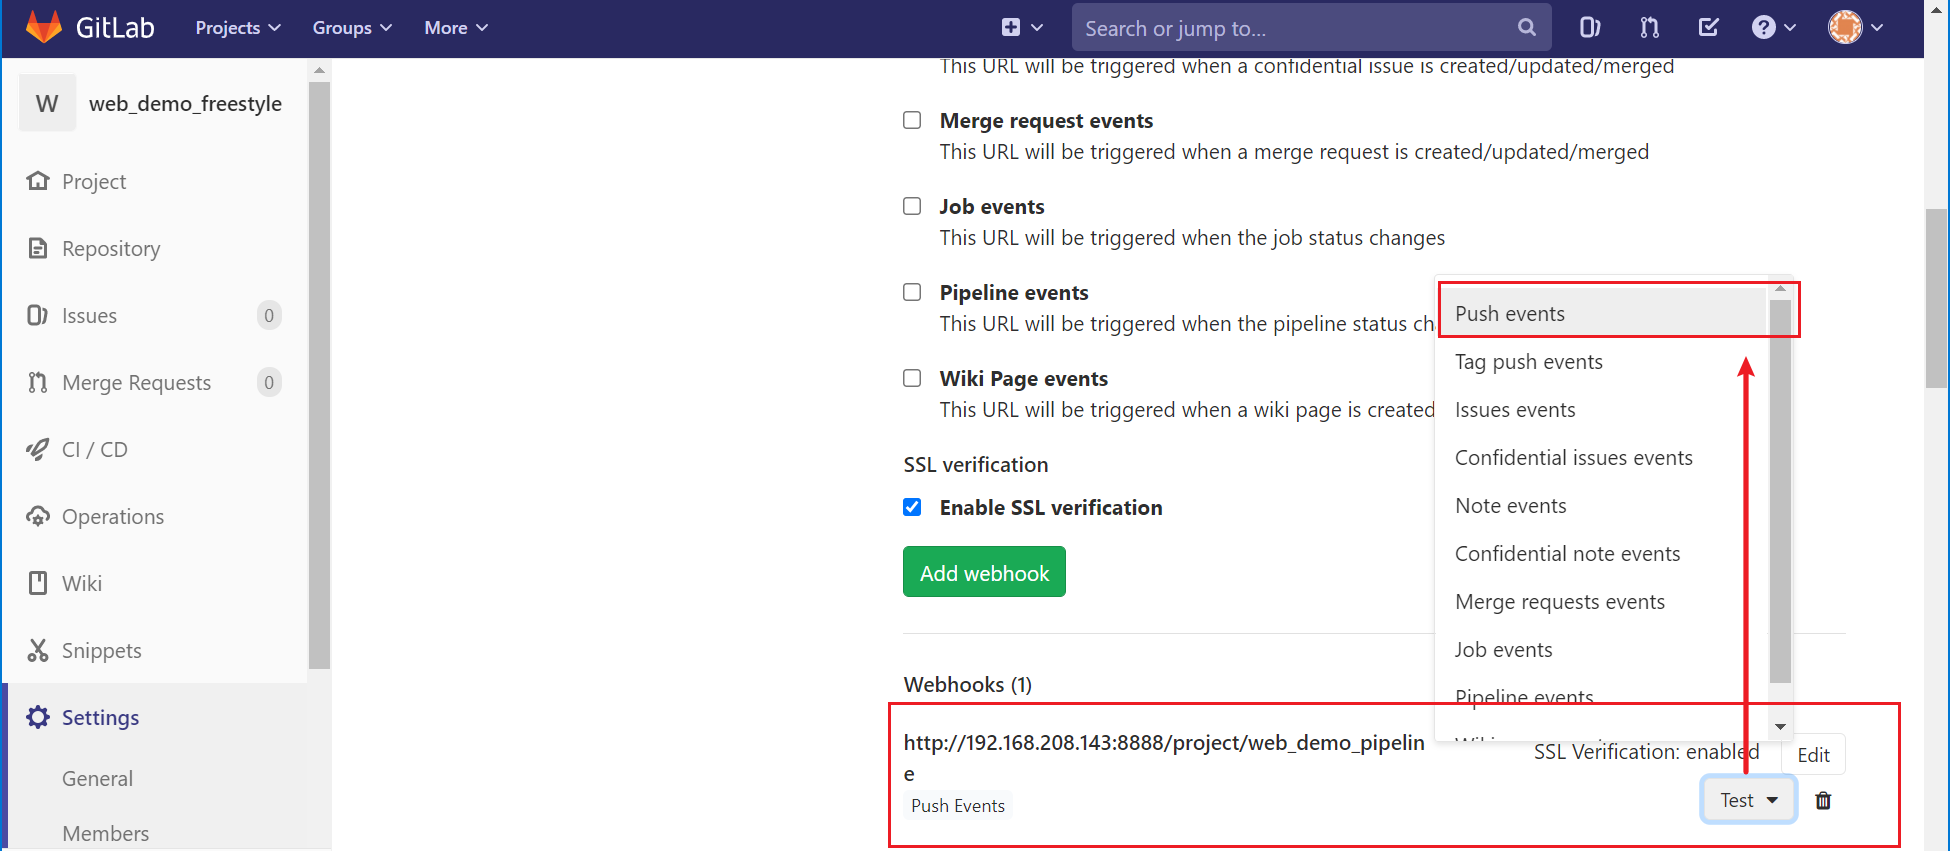 GitLab
Projects
Groups
More
Search or jump to...
W
web_demo_freestyle
Project
Repository
Issues
0
Merge Requests
0
CI / CD
Operations
Wiki
Snippets
Settings
General
Members
This URL will be triggered when a confidential issue is created/updated/merged
Merge request events
This URL will be triggered when a merge request is created/updated/merged
Job events
This URL will be triggered when the job status changes
Pipeline events
This URL will be triggered when the pipeline status ch
Wiki Page events
This URL will be triggered when a wiki page is created
SSL verification
Enable SSL verification
Add webhook
Push events
Tag push events
Issues events
Confidential issues events
Note events
Confidential note events
Merge requests events
Job events
Pipeline events
Webhooks (1)
http://192.168.208.143:8888/project/web_demo_pipelin
e
Push Events
SSL Verification: enabled
Edit
Test